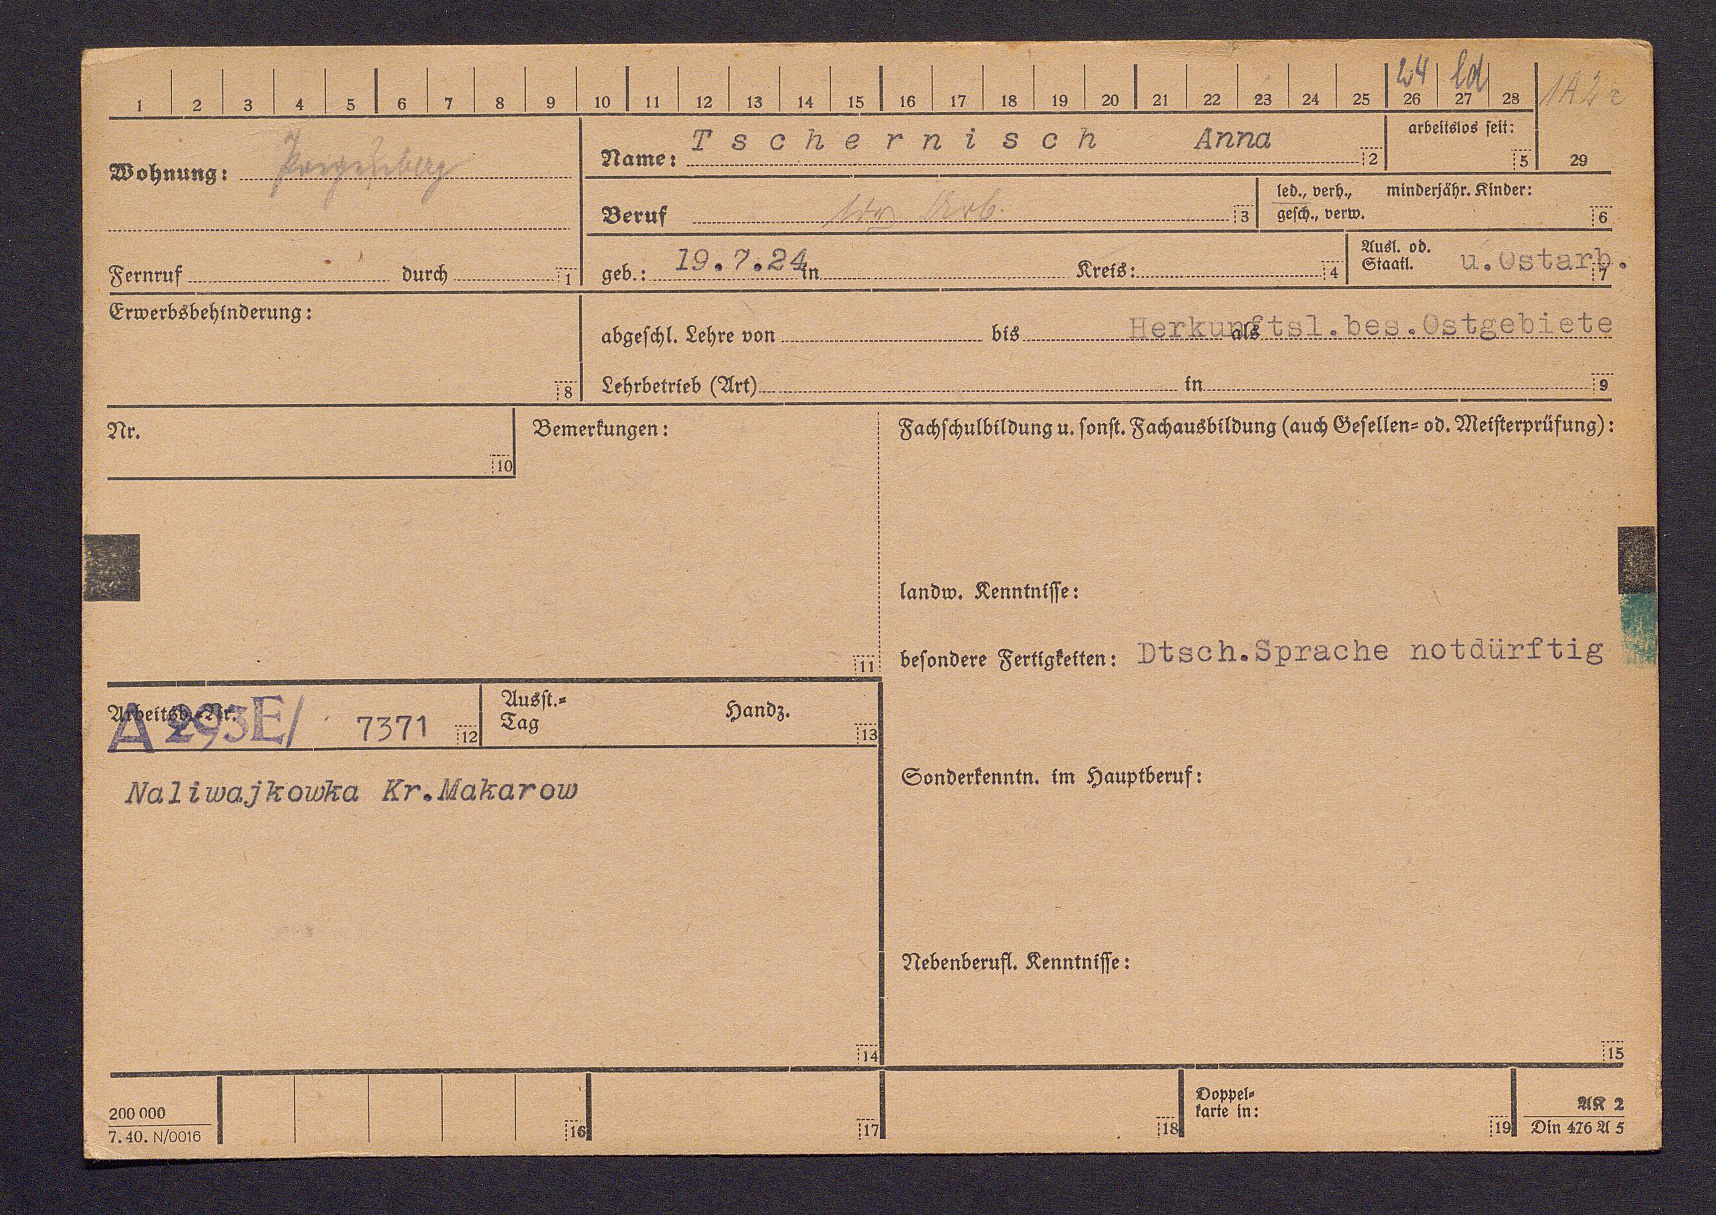 24 ld
1 2 3 4 5 6 7 8 9 10 11 12 13 14 15 16 17 18 19 20 21 22 23 24 25 26 27 28
Wohnung:
Name: Tschernisch Anna 2
arbeitslos seit: 5
29
Beruf 3
led., verh., minderjähr. Kinder:
gesch., verw. 6
Fernruf durch 1
geb.: 19.7.24 in Kreis: 4
Ausl. od.
Staatl. u.Ostarb. 7
Erwerbsbehinderung: 8
abgeschl. Lehre von bis als Herkunftsl.bes.Ostgebiete
Lehrbetrieb (Art) in 9
Nr. 10
Bemerkungen: 11
Fachschulbildung u. sonst. Fachausbildung (auch Gesellen= od. Meisterprüfung):
landw. Kenntnisse:
besondere Fertigkeiten: Dtsch.Sprache notdürftig
Arbeitsb.-Nr. A 293E/ 7371 12
Ausst.=
Tag Handz. 13
Naliwajkowka Kr.Makarow
14
Sonderkenntn. im Hauptberuf:
Nebenberufl. Kenntnisse:
15
200 000
7. 40. N/0016
16 17 18
Doppel=
karte in: 19
AK 2
Din 476 A 5